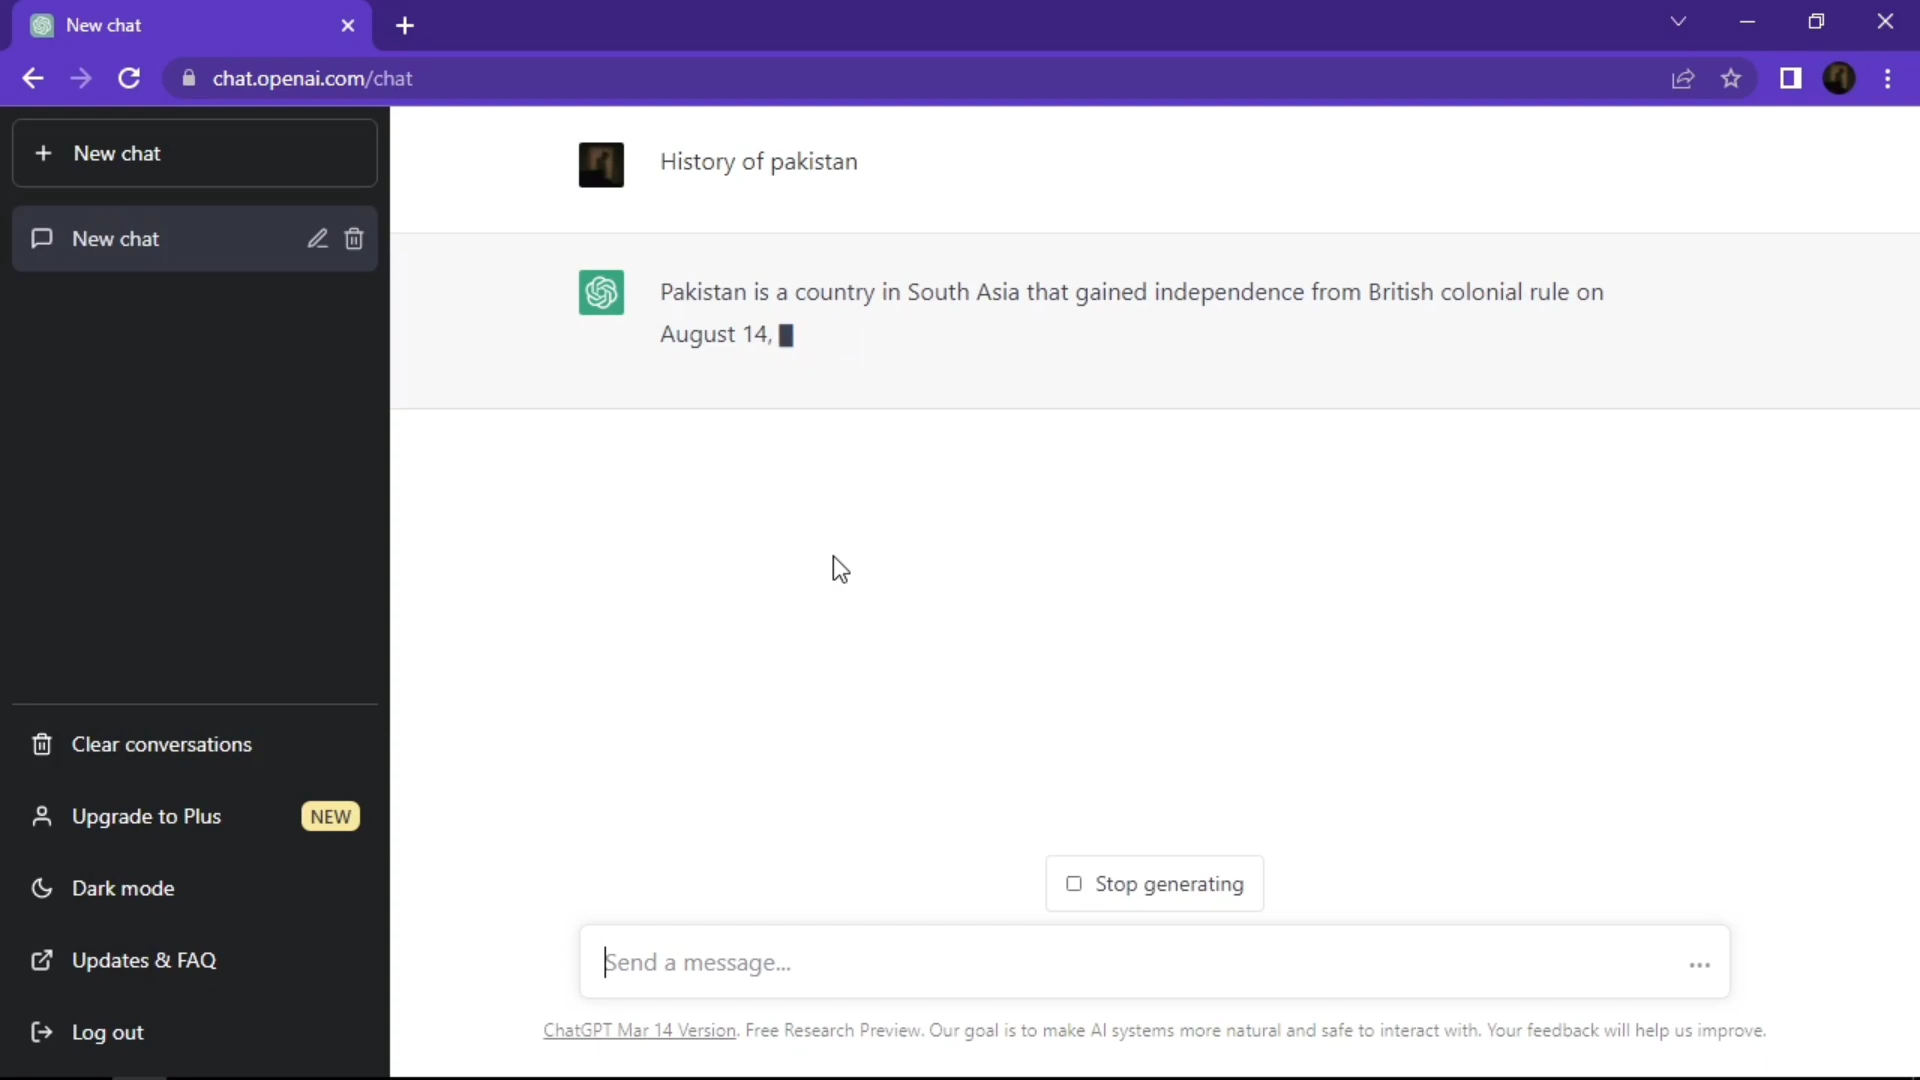 New chat
chat.openai.com/chat
New chat
New chat
Clear conversations
Upgrade to Plus NEW
Dark mode
Updates & FAQ
Log out
History of pakistan
Pakistan is a country in South Asia that gained independence from British colonial rule on
August 14,
Stop generating
Send a message...
ChatGPT Mar 14 Version. Free Research Preview. Our goal is to make AI systems more natural and safe to interact with. Your feedback will help us improve.